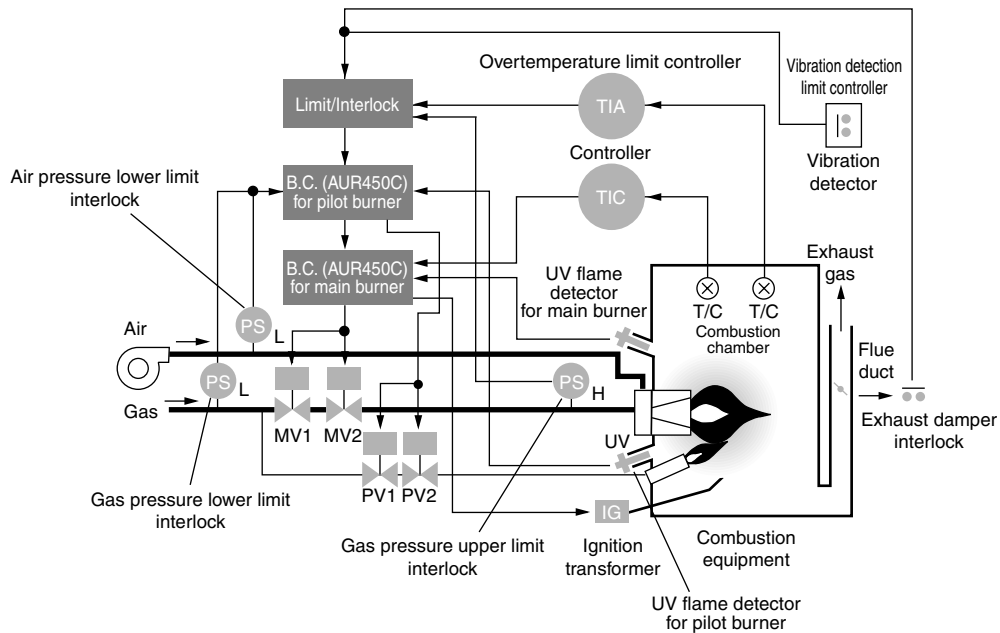 Overtemperature limit controller
Vibration detection
limit controller
Limit/Interlock
TIA
Vibration
detector
Controller
Air pressure lower limit
interlock
B.C. (AUR450C)
for pilot burner
TIC
B.C. (AUR450C)
for main burner
UV flame
detector
for main burner
Exhaust
gas
T/C
T/C
Combustion
chamber
Air
PS
L
Flue
duct
PS
L
PS
H
Gas
MV1
MV2
Exhaust damper
interlock
UV
PV1
PV2
Gas pressure lower limit
interlock
IG
Gas pressure upper limit
interlock
Ignition
transformer
Combustion
equipment
UV flame detector
for pilot burner